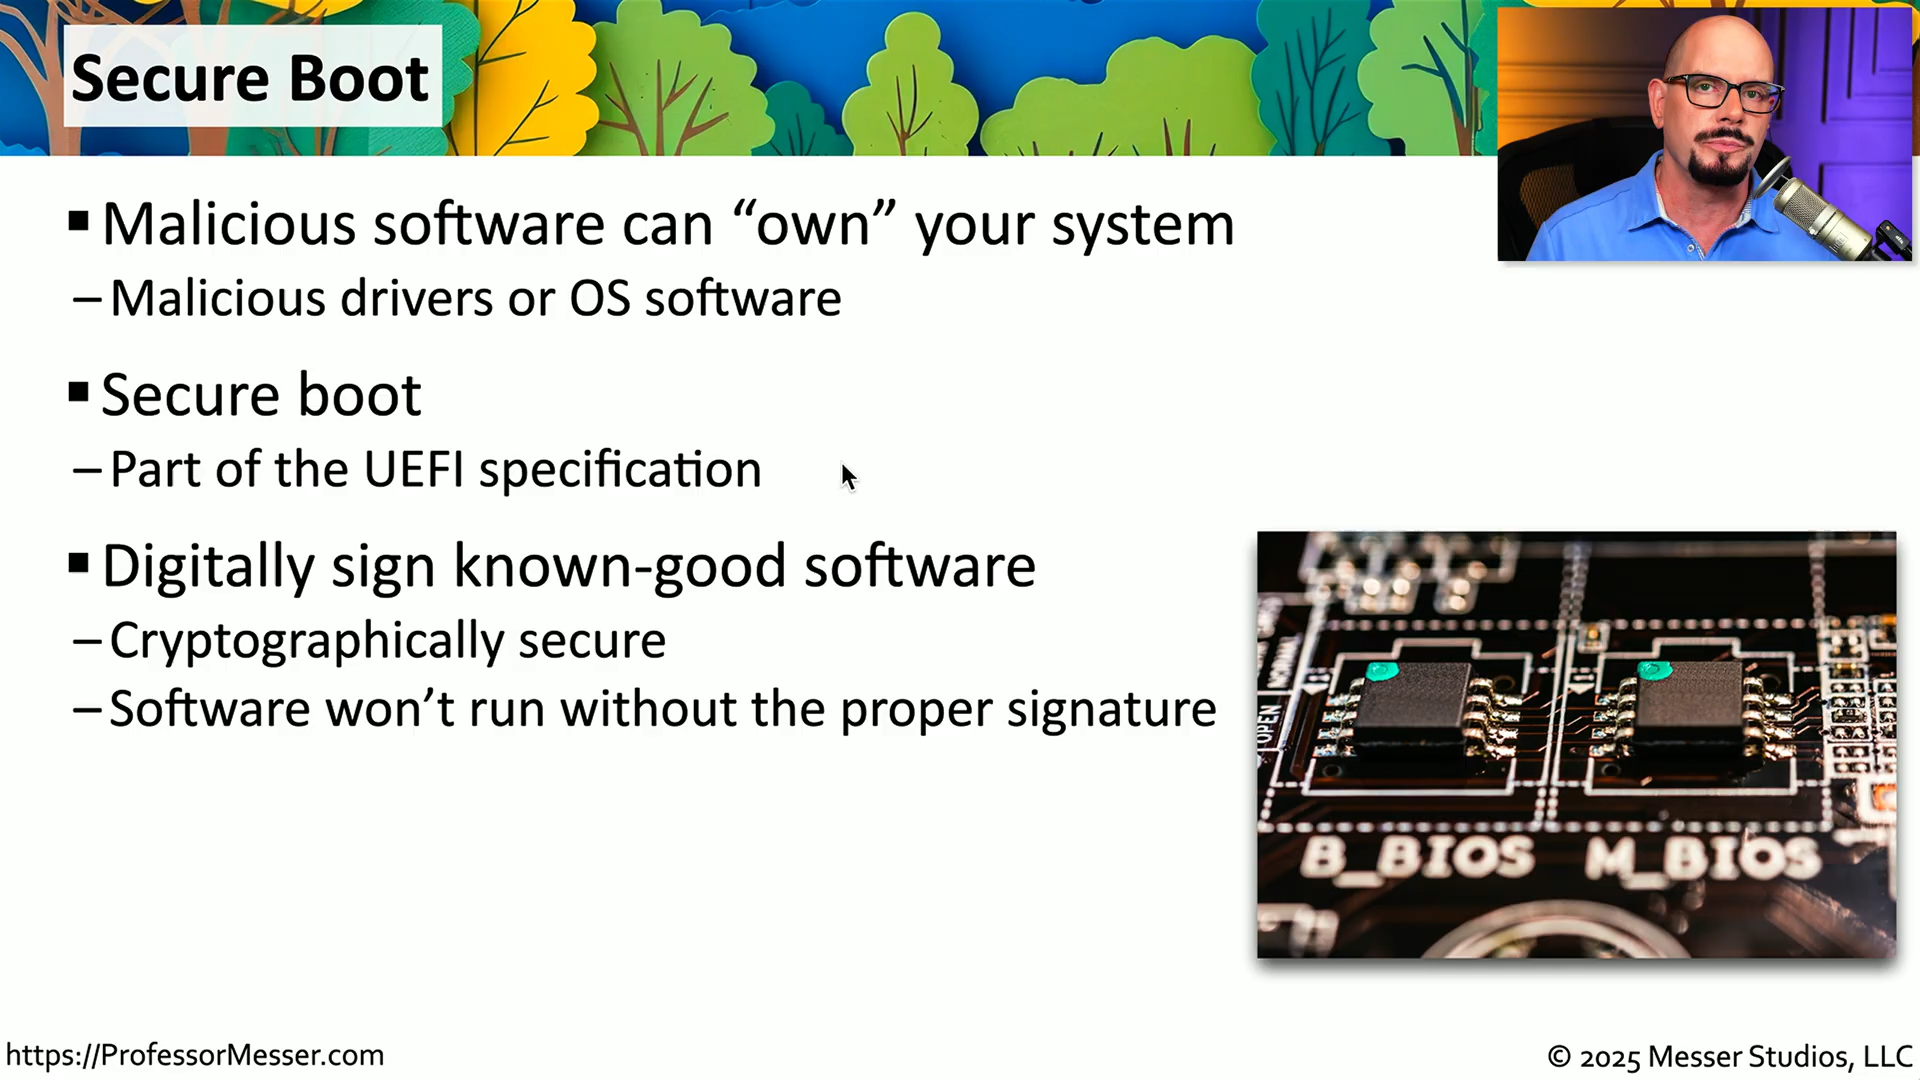 Secure Boot
▪ Malicious software can “own” your system
– Malicious drivers or OS software
▪ Secure boot
– Part of the UEFI specification
▪ Digitally sign known-good software
– Cryptographically secure
– Software won’t run without the proper signature
OPEN
NORMAL
B_BIOS M_BIOS
https://ProfessorMesser.com
© 2025 Messer Studios, LLC